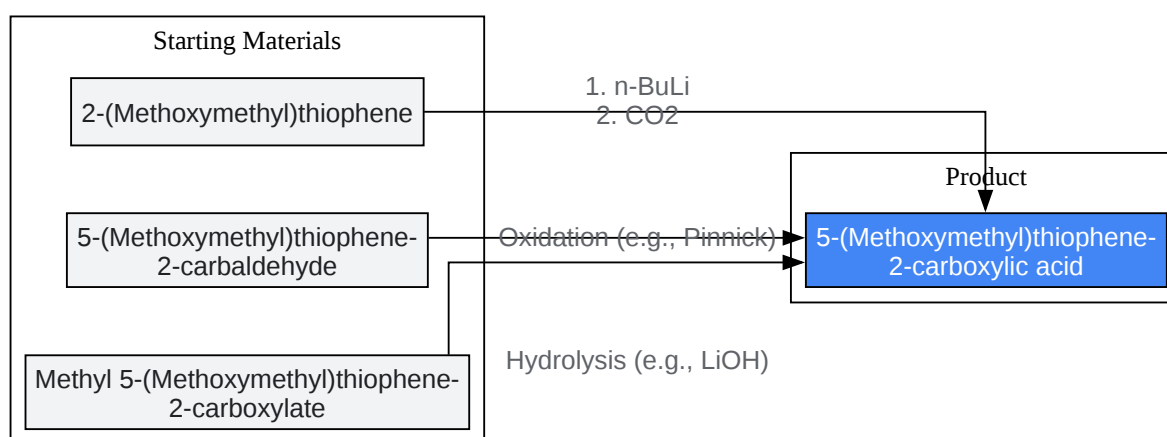 Starting Materials
2-(Methoxymethyl)thiophene
1. n-BuLi
2. CO2
Product
5-(Methoxymethyl)thiophene-
2-carbaldehyde
Oxidation (e.g., Pinnick)
5-(Methoxymethyl)thiophene-
2-carboxylic acid
Methyl 5-(Methoxymethyl)thiophene-
2-carboxylate
Hydrolysis (e.g., LiOH)